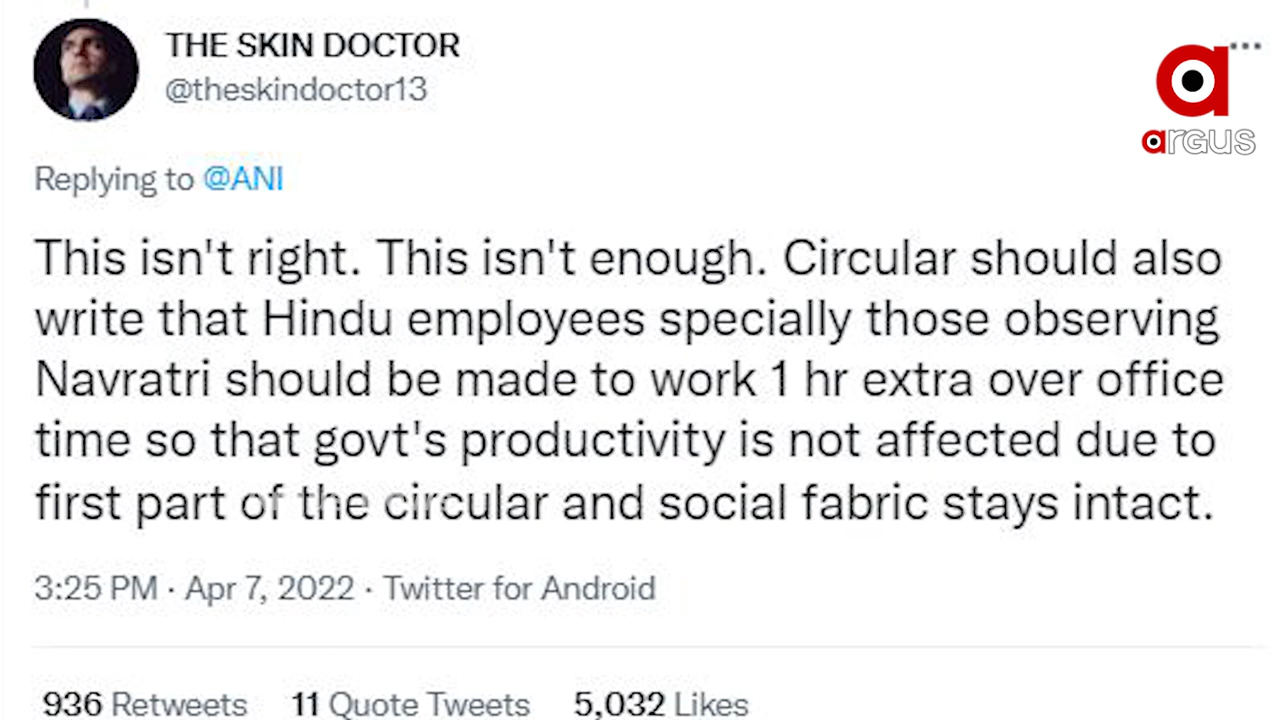 THE SKIN DOCTOR
@theskindoctor13
argus
Replying to @ANI
This isn't right. This isn't enough. Circular should also
write that Hindu employees specially those observing
Navratri should be made to work 1 hr extra over office
time so that govt's productivity is not affected due to
first part of the circular and social fabric stays intact.
3:25 PM · Apr 7, 2022 · Twitter for Android
936 Retweets 11 Quote Tweets 5,032 Likes